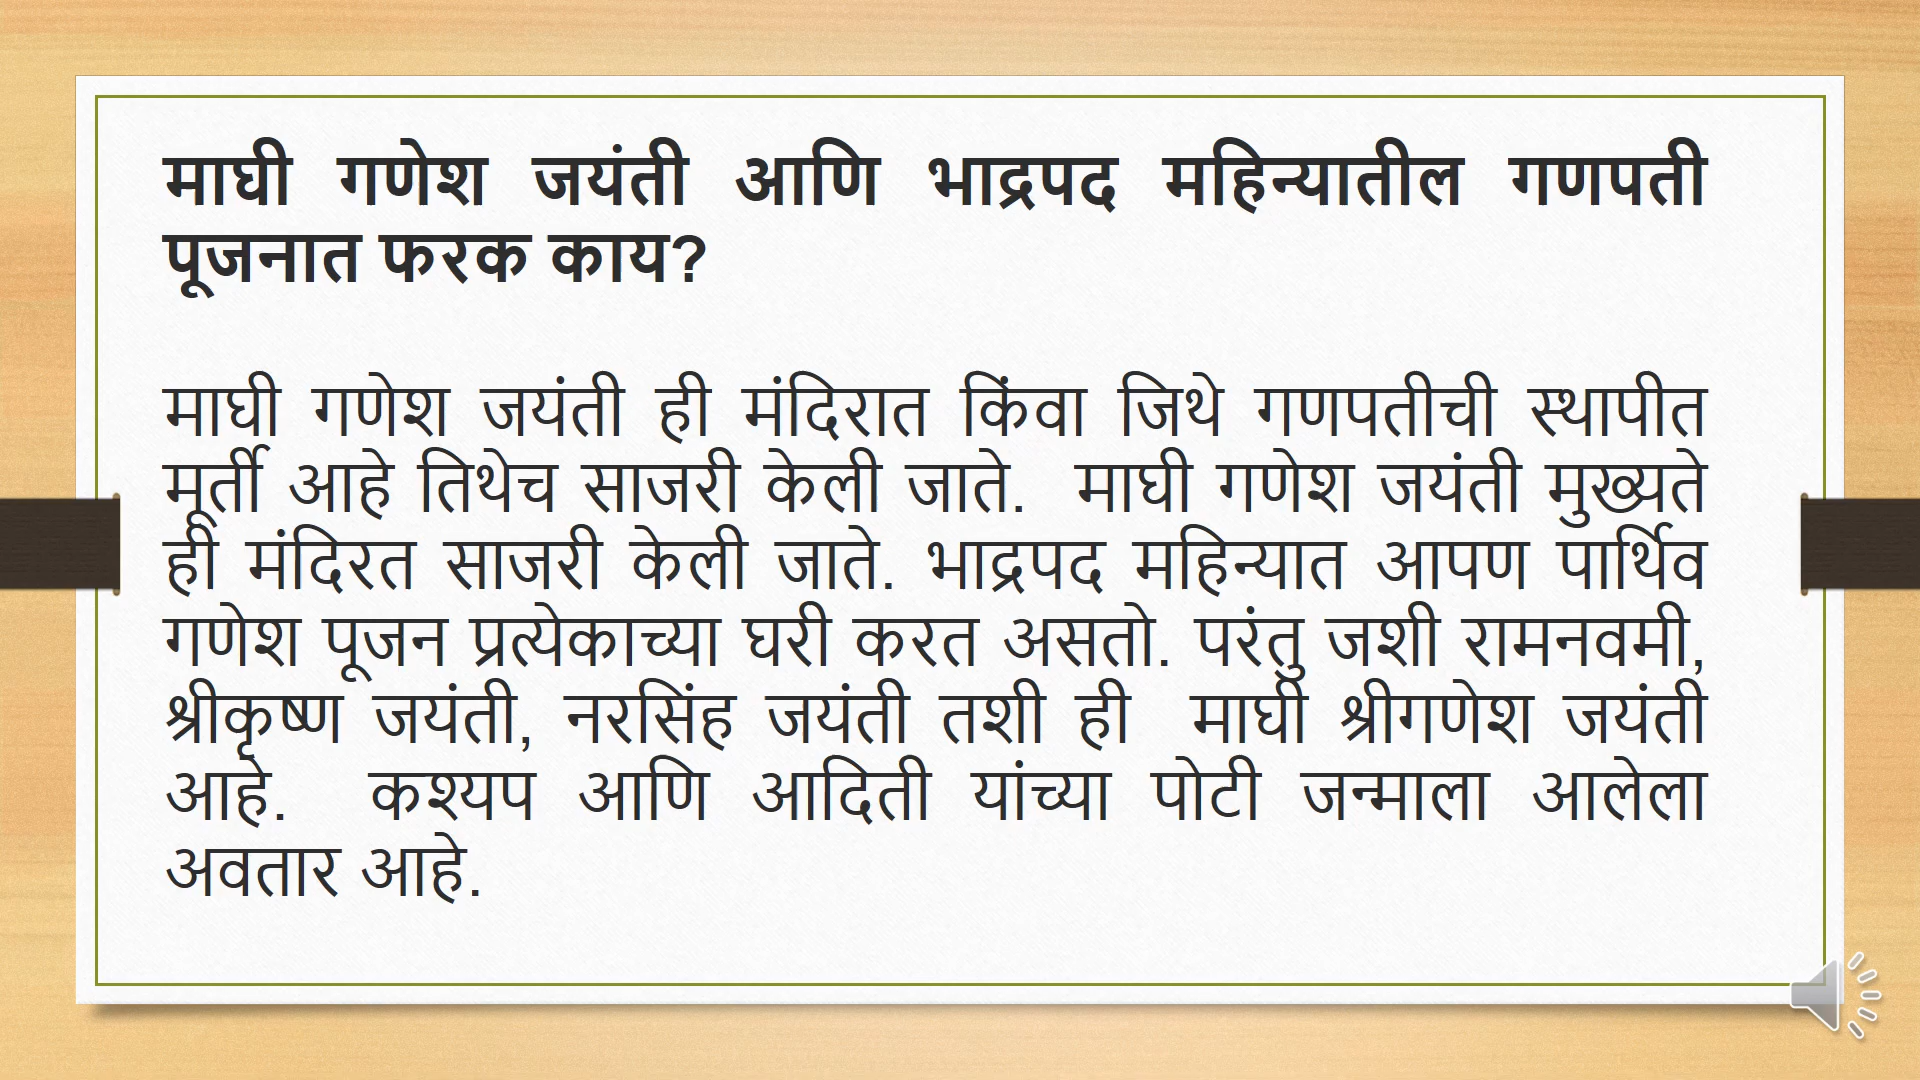 माघी गणेश जयंती आणि भाद्रपद महिन्यातील गणपती
पूजनात फरक काय?
माघी गणेश जयंती ही मंदिरात किंवा जिथे गणपतीची स्थापीत
मूर्ती आहे तिथेच साजरी केली जाते. माघी गणेश जयंती मुख्यते
ही मंदिरत साजरी केली जाते. भाद्रपद महिन्यात आपण पार्थिव
गणेश पूजन प्रत्येकाच्या घरी करत असतो. परंतु जशी रामनवमी,
श्रीकृष्ण जयंती, नरसिंह जयंती तशी ही माघी श्रीगणेश जयंती
आहे. कश्यप आणि आदिती यांच्या पोटी जन्माला आलेला
अवतार आहे.